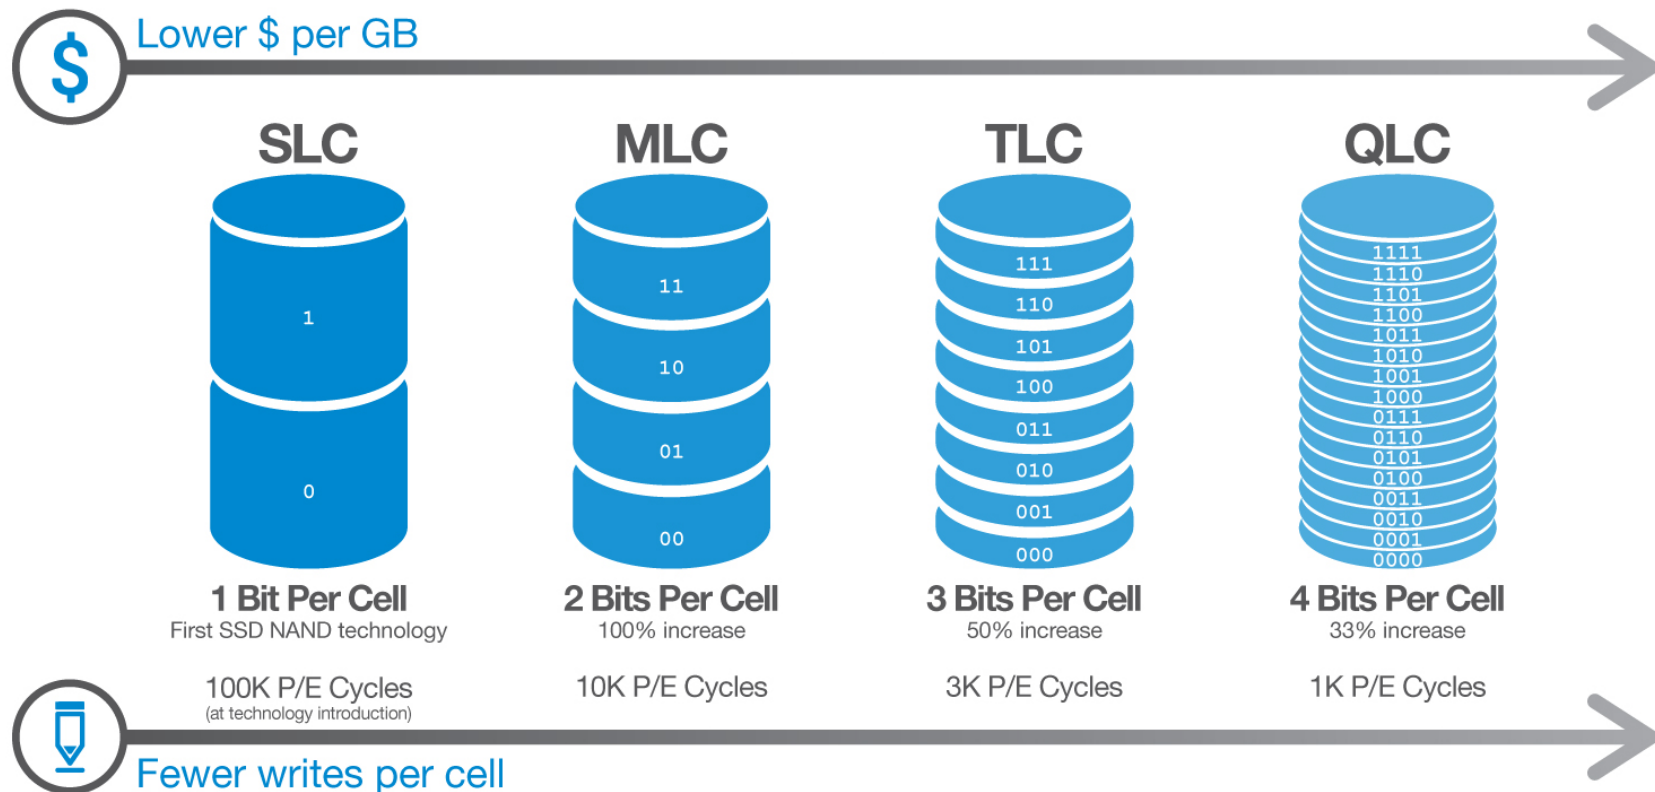 $
Lower $ per GB
SLC
1
0
1 Bit Per Cell
First SSD NAND technology
100K P/E Cycles
(at technology introduction)
MLC
11
10
01
00
2 Bits Per Cell
100% increase
10K P/E Cycles
TLC
111
110
101
100
011
010
001
000
3 Bits Per Cell
50% increase
3K P/E Cycles
QLC
1111
1110
1101
1100
1011
1010
1001
1000
0111
0110
0101
0100
0011
0010
0001
0000
4 Bits Per Cell
33% increase
1K P/E Cycles
Fewer writes per cell